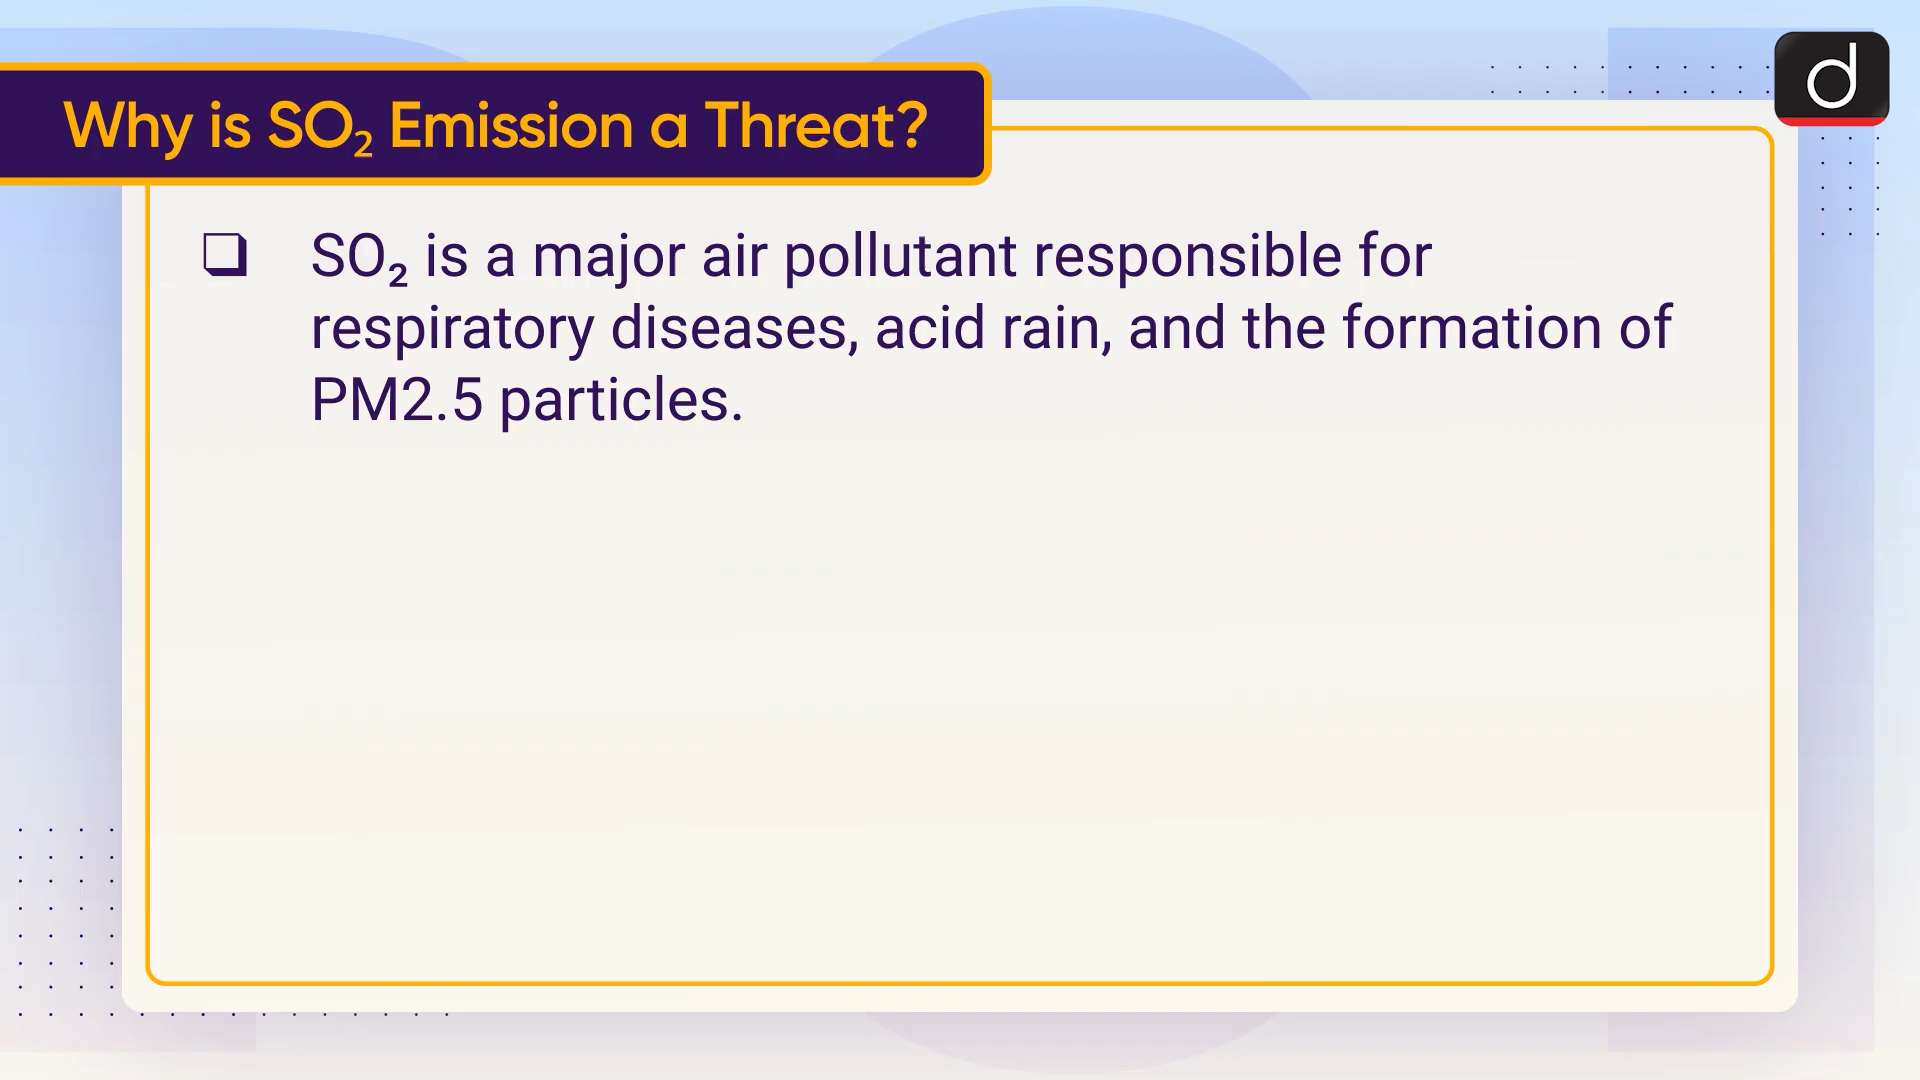 Why is SO₂ Emission a Threat?
d
❑ SO₂ is a major air pollutant responsible for
respiratory diseases, acid rain, and the formation of
PM2.5 particles.